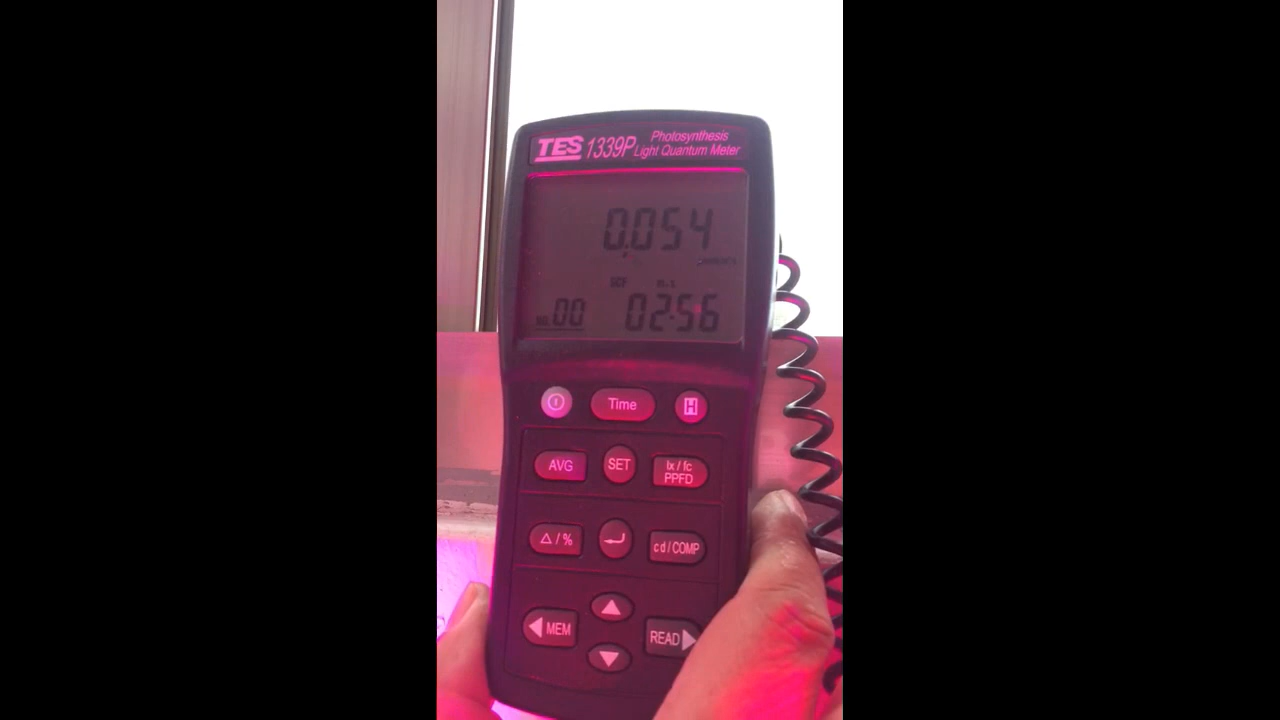 TES 1339P Photosynthesis
Light Quantum Meter
0.054
00 02:56
Time H
AVG SET lx / fc
PPFD
△ / % cd / COMP
MEM READ